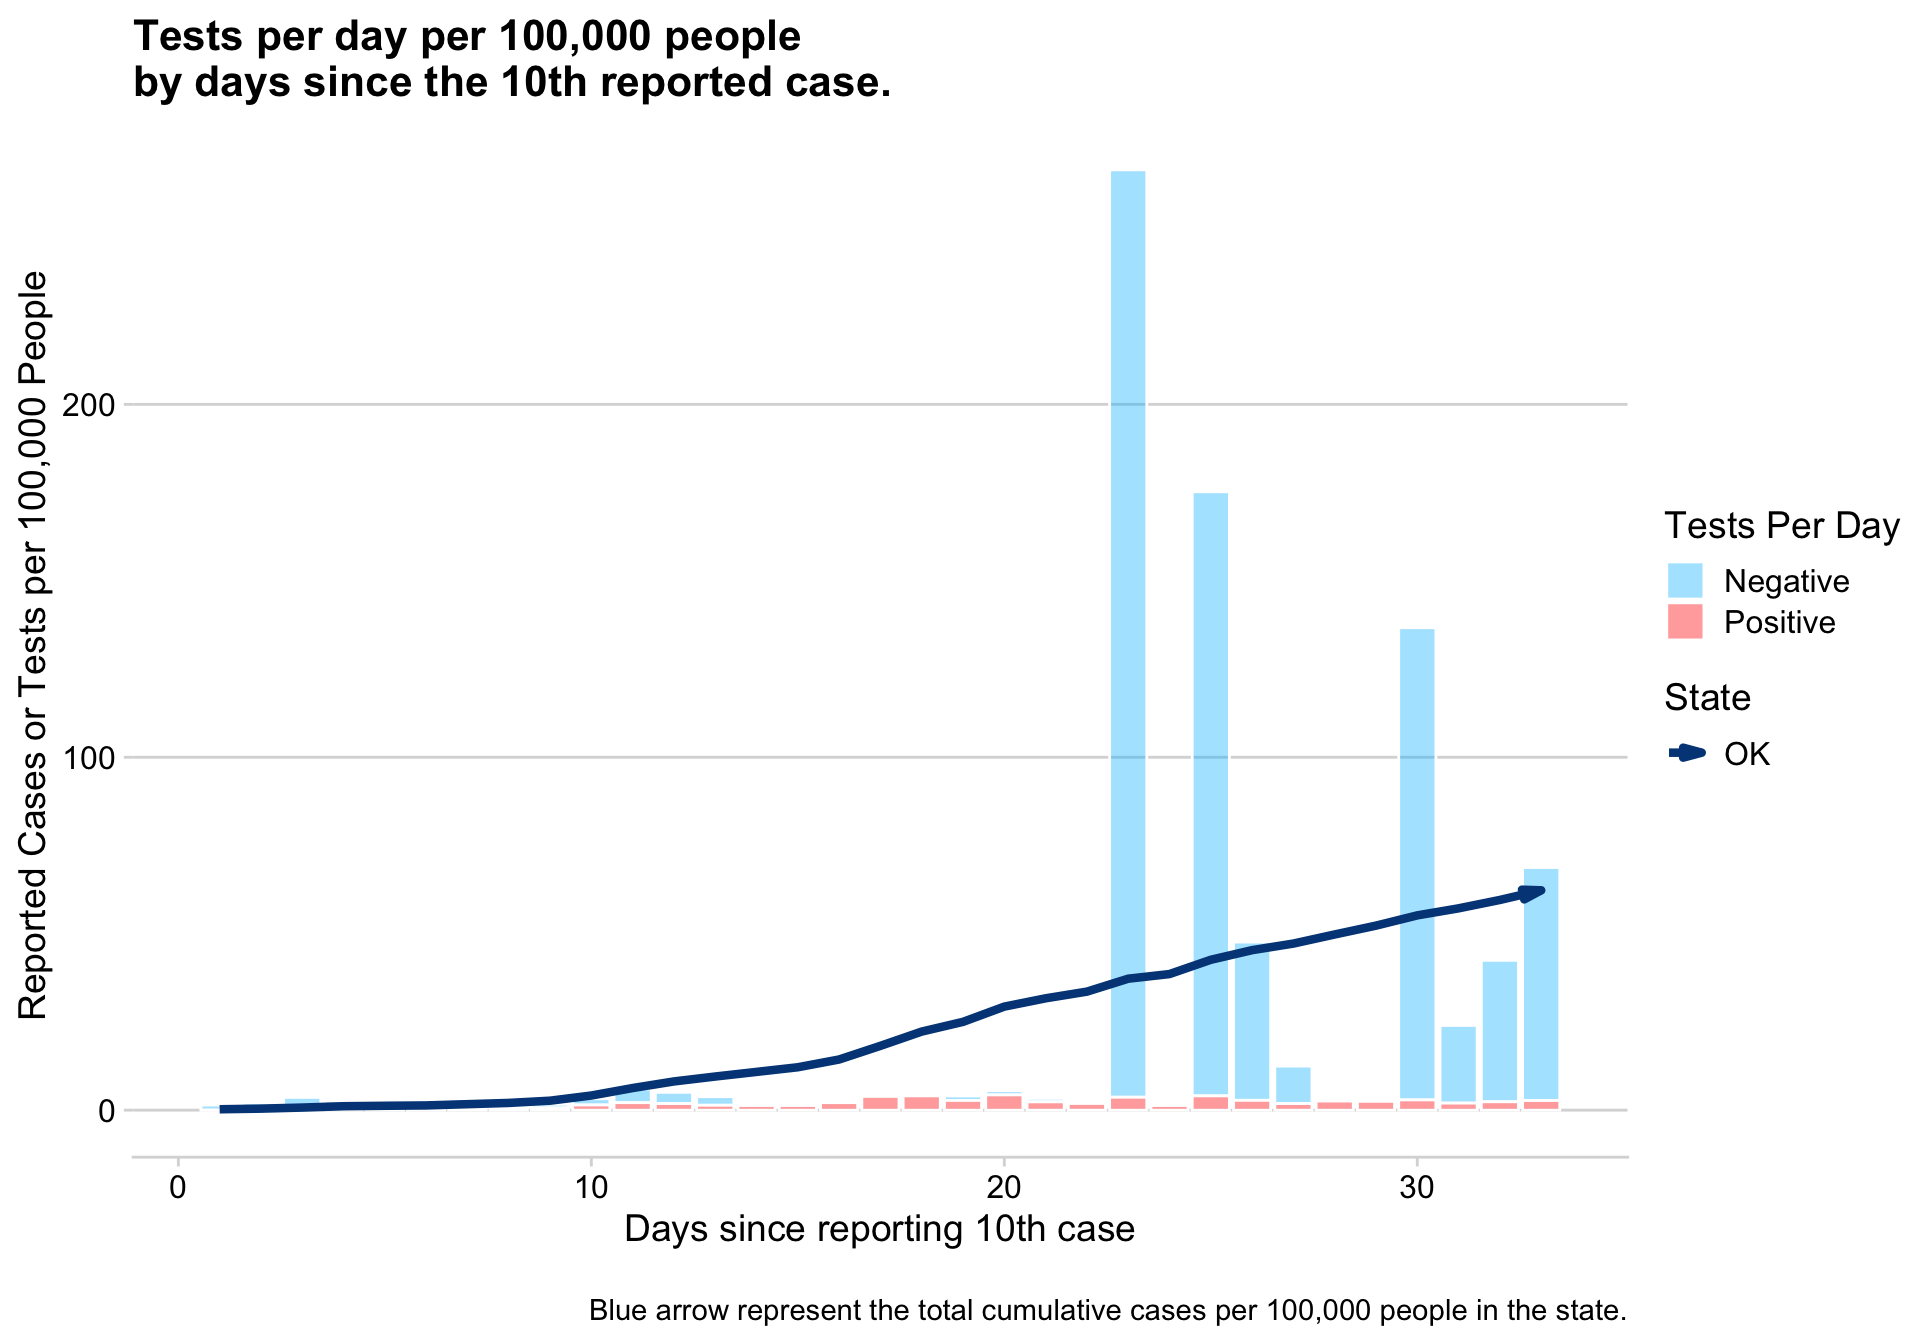 Tests per day per 100,000 people
by days since the 10th reported case.
Reported Cases or Tests per 100,000 People
200
100
0
0
10
20
30
Days since reporting 10th case
Tests Per Day
Negative
Positive
State
OK
Blue arrow represent the total cumulative cases per 100,000 people in the state.